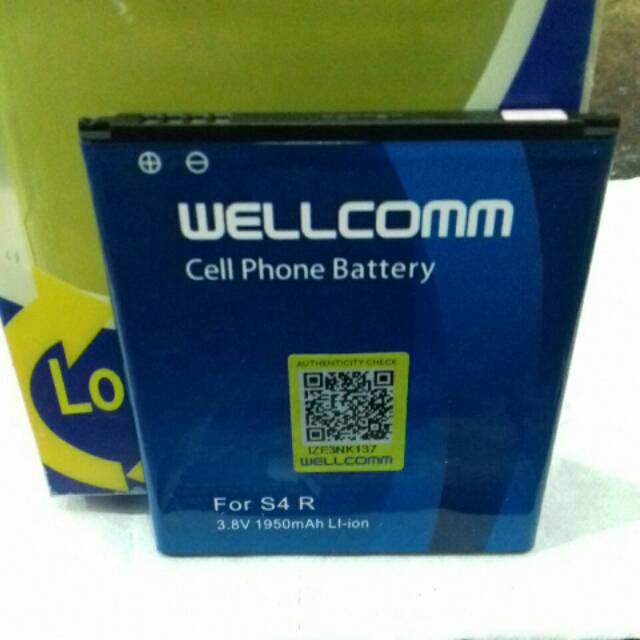 WELLCOMM
Cell Phone Battery
Lo
AUTHENTICITY CHECK
IZE3NK137
WELLCOMM
For S4 R
3.8V 1950mAh LI-ion